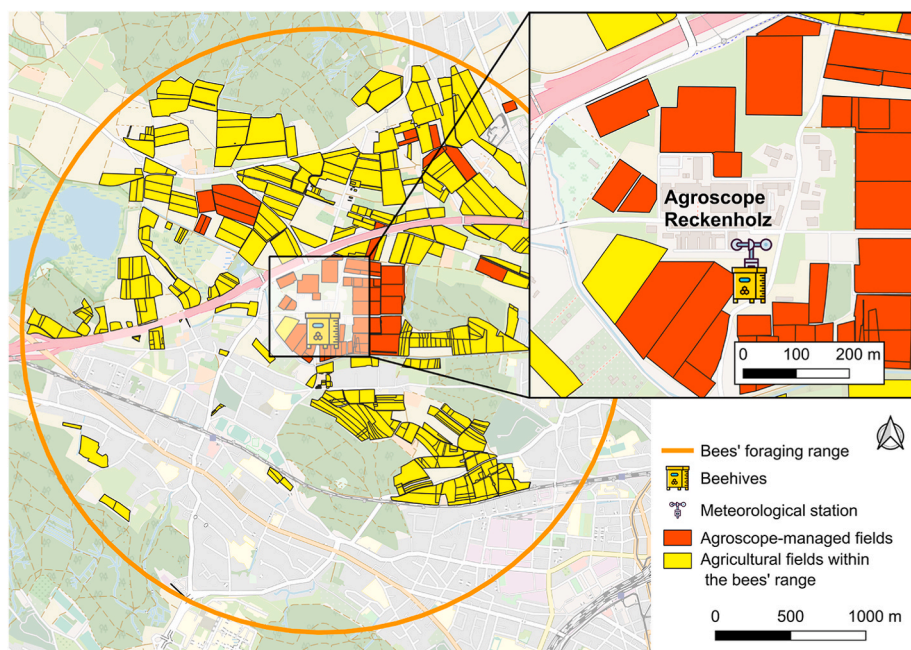 Agroscope
Reckenholz
0 100 200 m
Bees' foraging range
Beehives
Meteorological station
Agroscope-managed fields
Agricultural fields within
the bees' range
0 500 1000 m